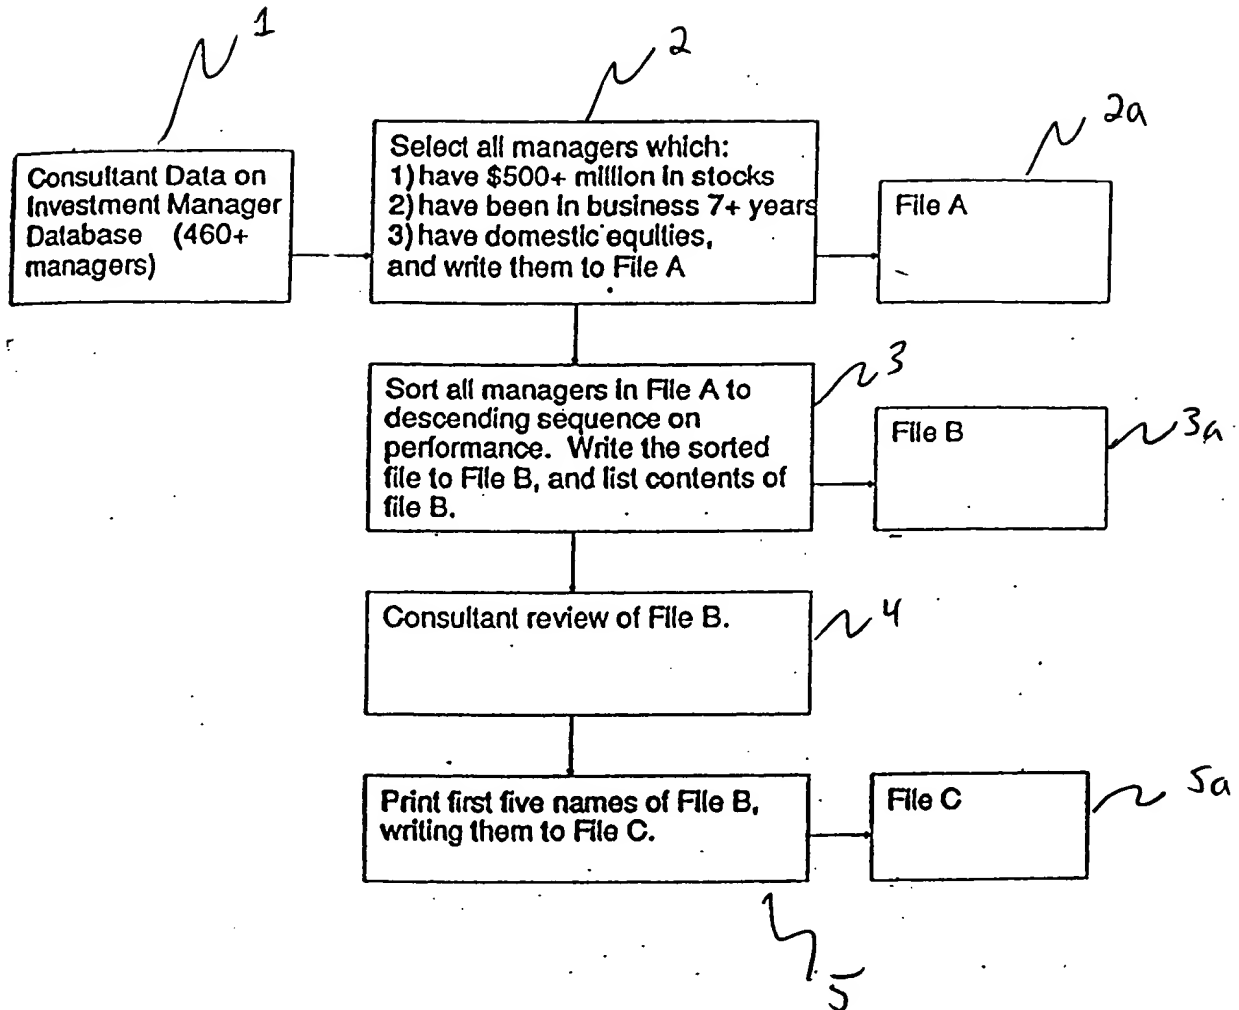 1
2
2a
Consultant Data on
Investment Manager
Database (460+
managers)
Select all managers which:
1) have $500+ million in stocks
2) have been in business 7+ years
3) have domestic equities,
and write them to File A
File A
3
Sort all managers in File A to
descending sequence on
performance. Write the sorted
file to File B, and list contents of
file B.
File B
3a
Consultant review of File B.
4
Print first five names of File B,
writing them to File C.
File C
5a
5